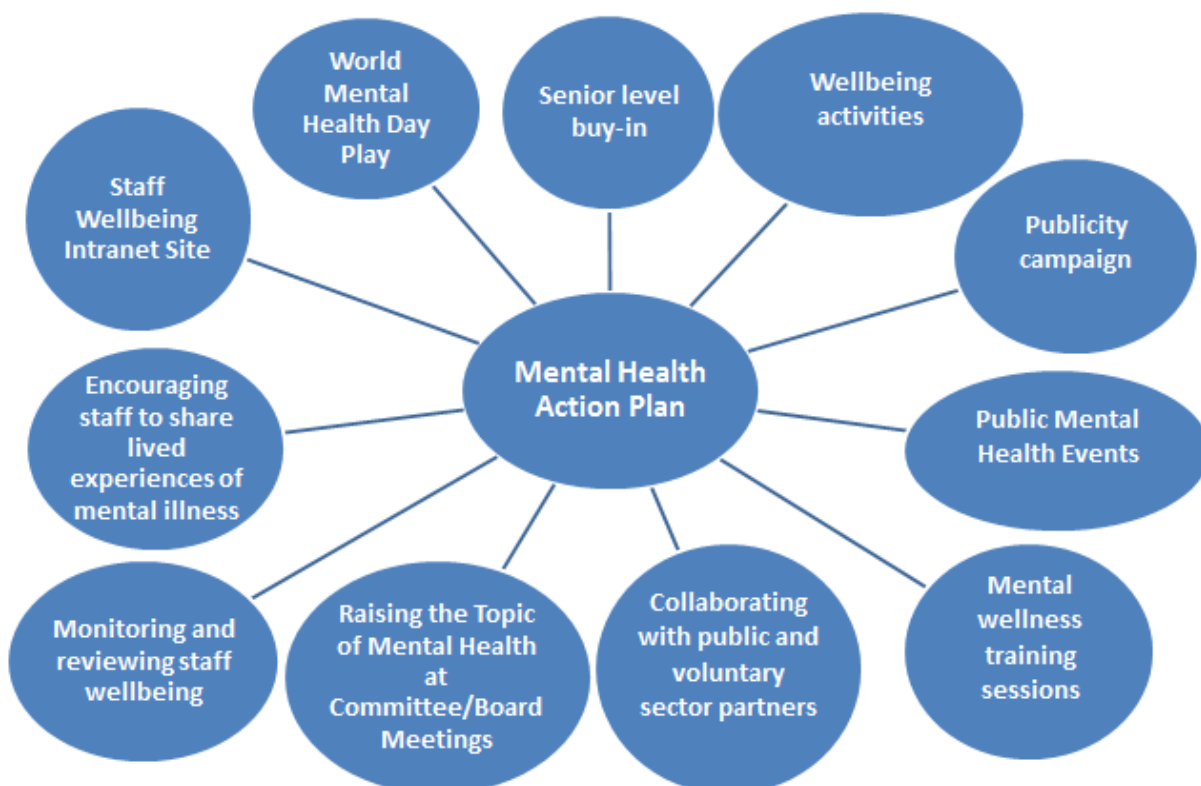 World
Mental
Health Day
Play
Senior level
buy-in
Wellbeing
activities
Staff
Wellbeing
Intranet Site
Publicity
campaign
Mental Health
Action Plan
Encouraging
staff to share
lived
experiences of
mental illness
Public Mental
Health Events
Monitoring and
reviewing staff
wellbeing
Raising the Topic
of Mental Health
at
Committee/Board
Meetings
Collaborating
with public and
voluntary
sector partners
Mental
wellness
training
sessions